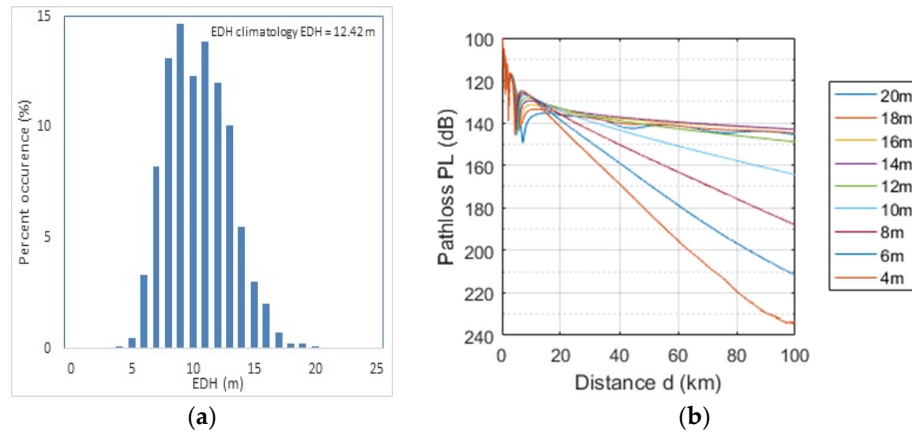 15
EDH climatology EDH = 12.42 m
10
5
0
Percent occurence (%)
0 5 10 15 20 25
EDH (m)
(a)
100
120
140
160
180
200
220
240
Pathloss PL (dB)
0 20 40 60 80 100
Distance d (km)
20m
18m
16m
14m
12m
10m
8m
6m
4m
(b)